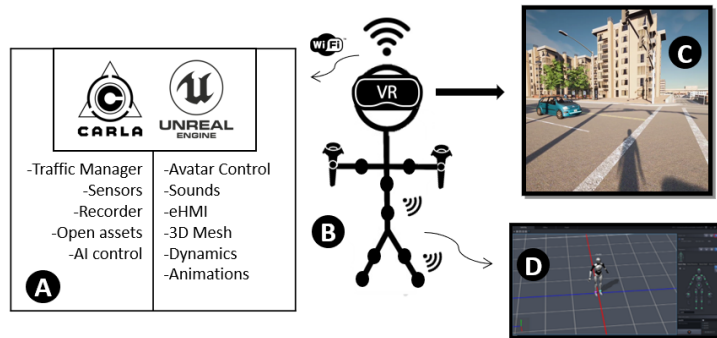 CARLA
UNREAL
ENGINE
-Traffic Manager
-Sensors
-Recorder
-Open assets
-AI control
-Avatar Control
-Sounds
-eHMI
-3D Mesh
-Dynamics
-Animations
A
WiFi
VR
B
C
D